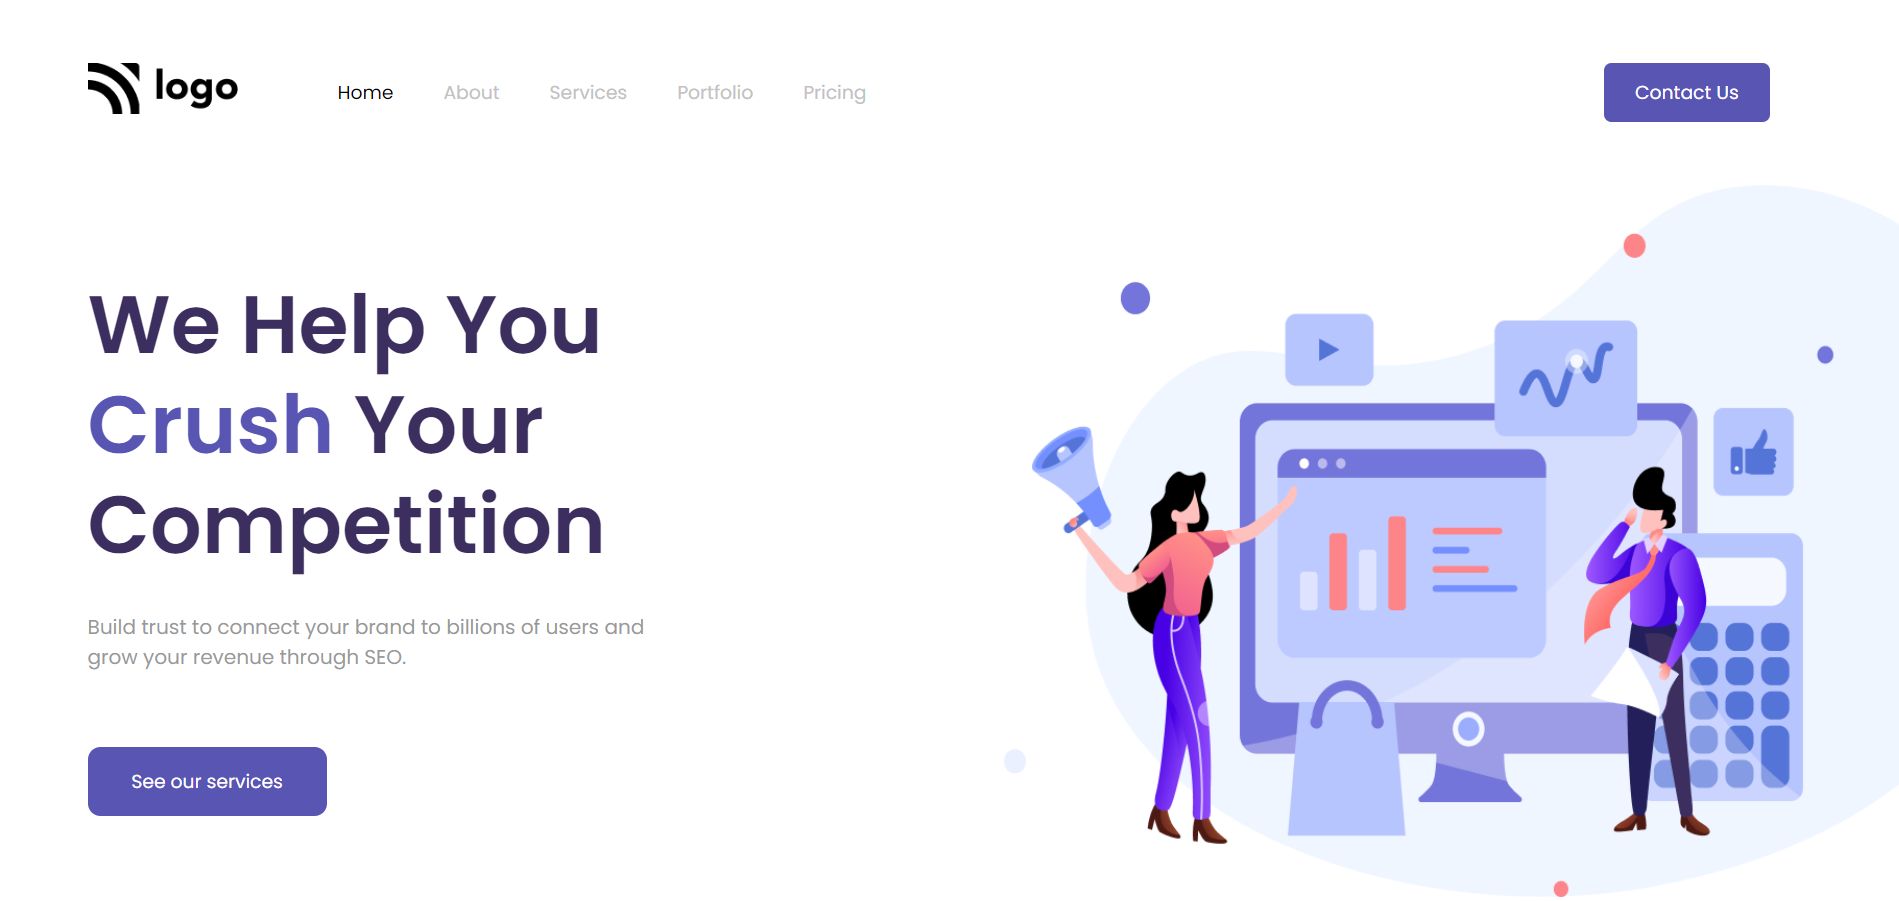 logo
Home About Services Portfolio Pricing
Contact Us
We Help You
Crush Your
Competition
Build trust to connect your brand to billions of users and
grow your revenue through SEO.
See our services